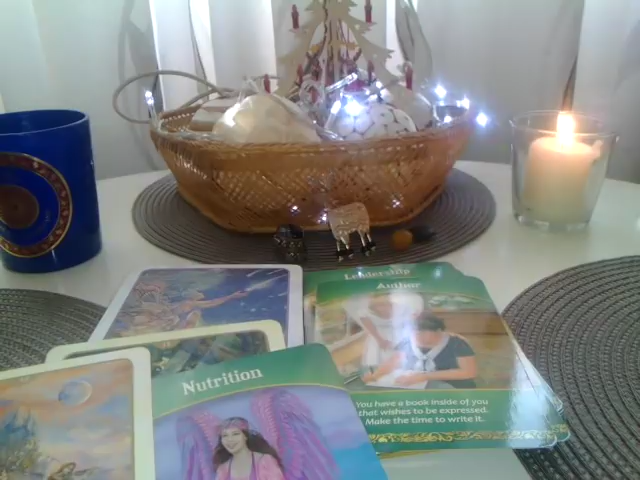 Leadership
Author
You have a book inside of you
that wishes to be expressed.
Make the time to write it.
Nutrition